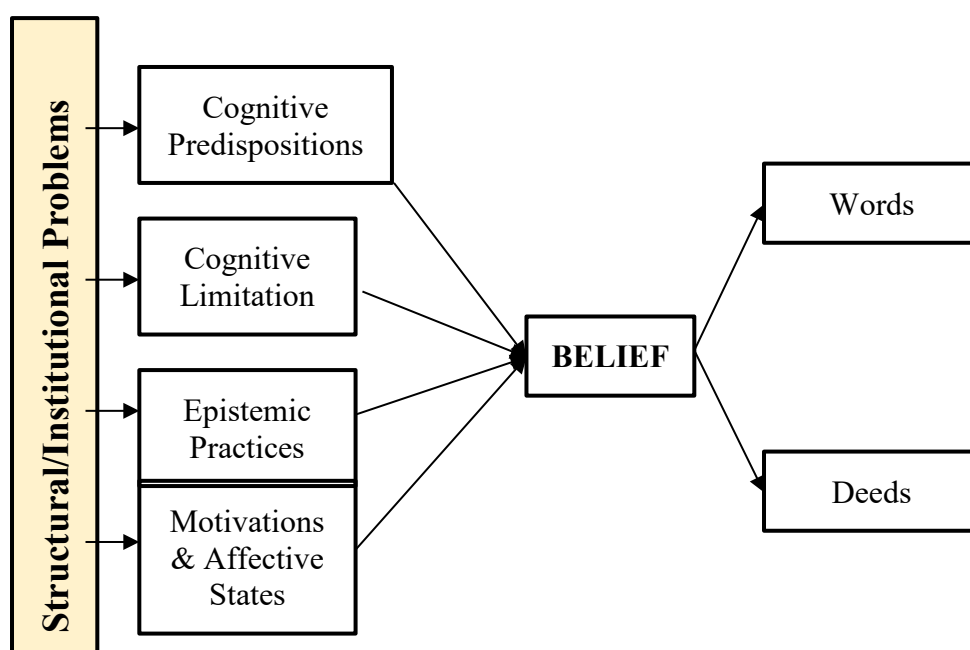 Structural/Institutional Problems
Cognitive
Predispositions
Cognitive
Limitation
Epistemic
Practices
Motivations
& Affective
States
BELIEF
Words
Deeds